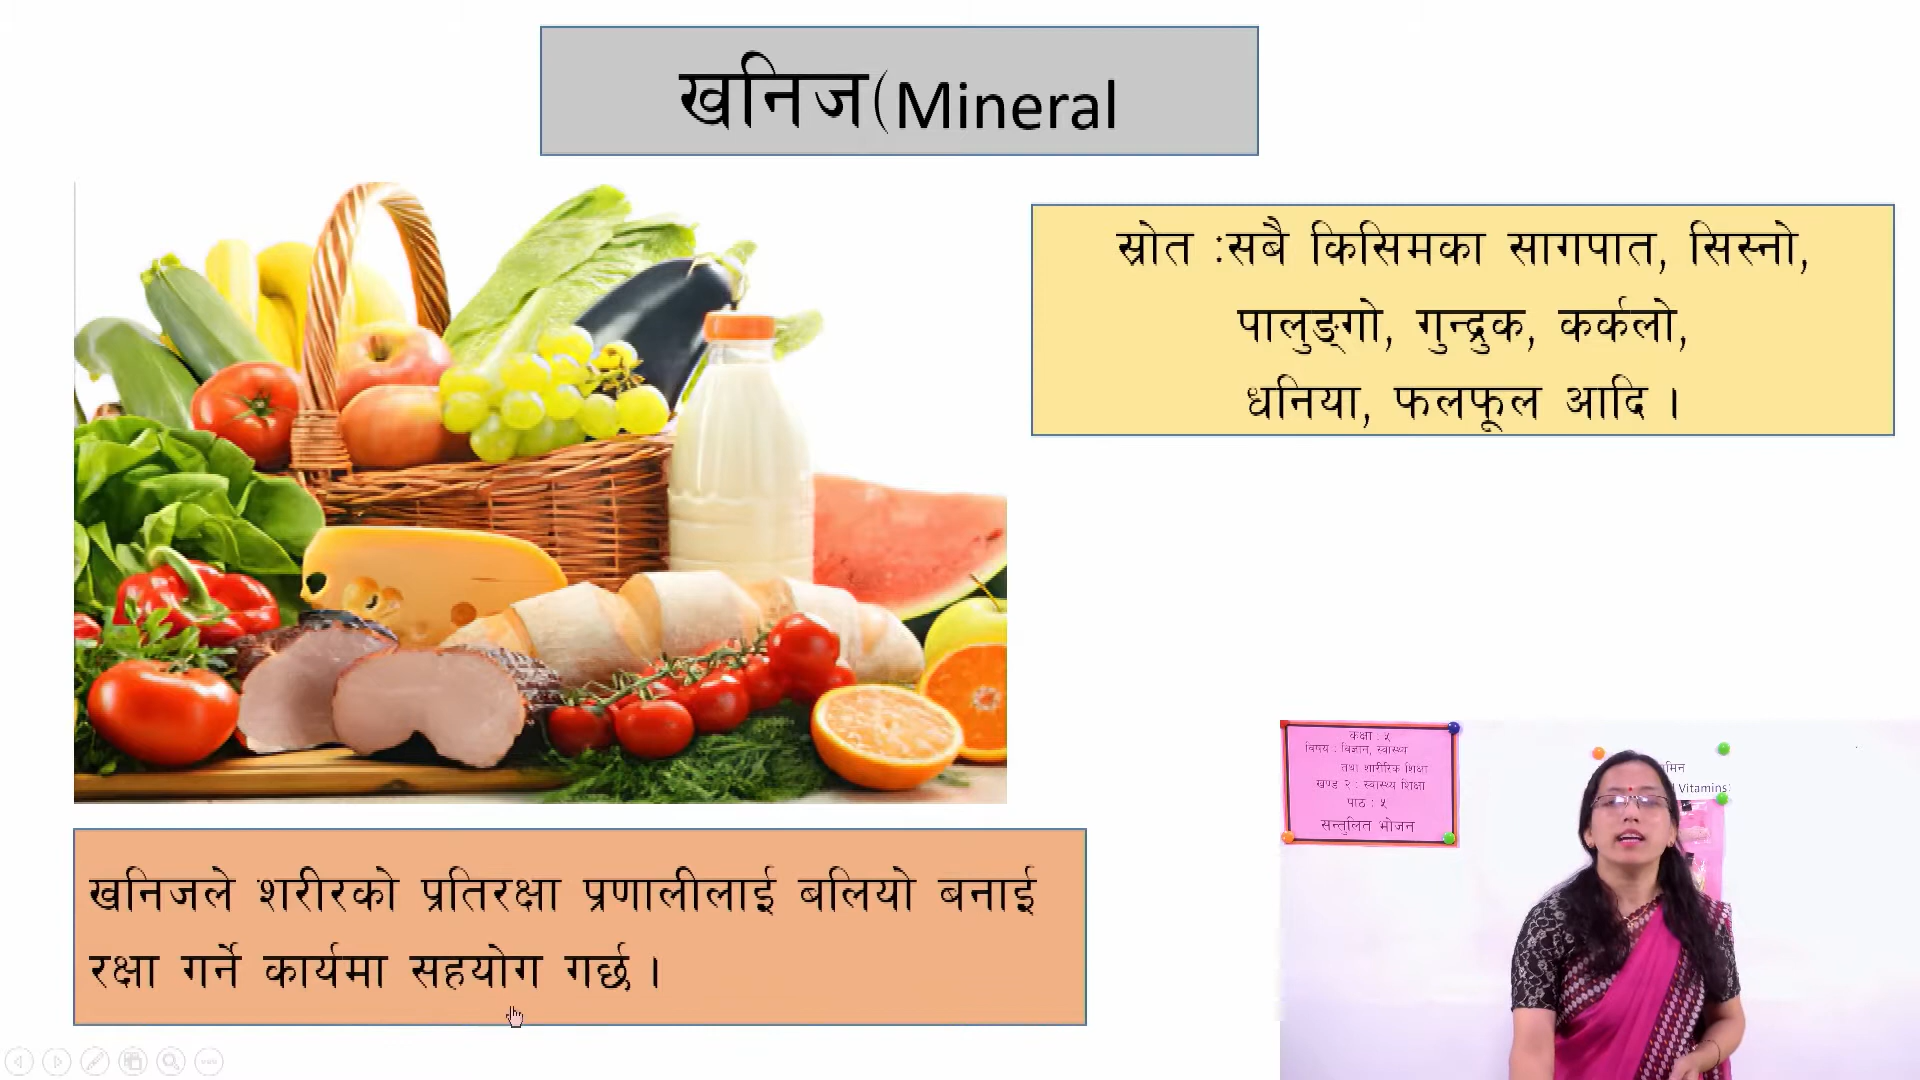 खनिज(Mineral
स्रोत :सबै किसिमका सागपात, सिस्नो,
पालुङ्गो, गुन्द्रुक, कर्कलो,
धनिया, फलफूल आदि ।
खनिजले शरीरको प्रतिरक्षा प्रणालीलाई बलियो बनाई
रक्षा गर्ने कार्यमा सहयोग गर्छ ।
कक्षा : ५
विषय : विज्ञान, स्वास्थ्य
तथा शारीरिक शिक्षा
खण्ड २ : स्वास्थ्य शिक्षा
पाठ : ५
सन्तुलित भोजन
Vitamins